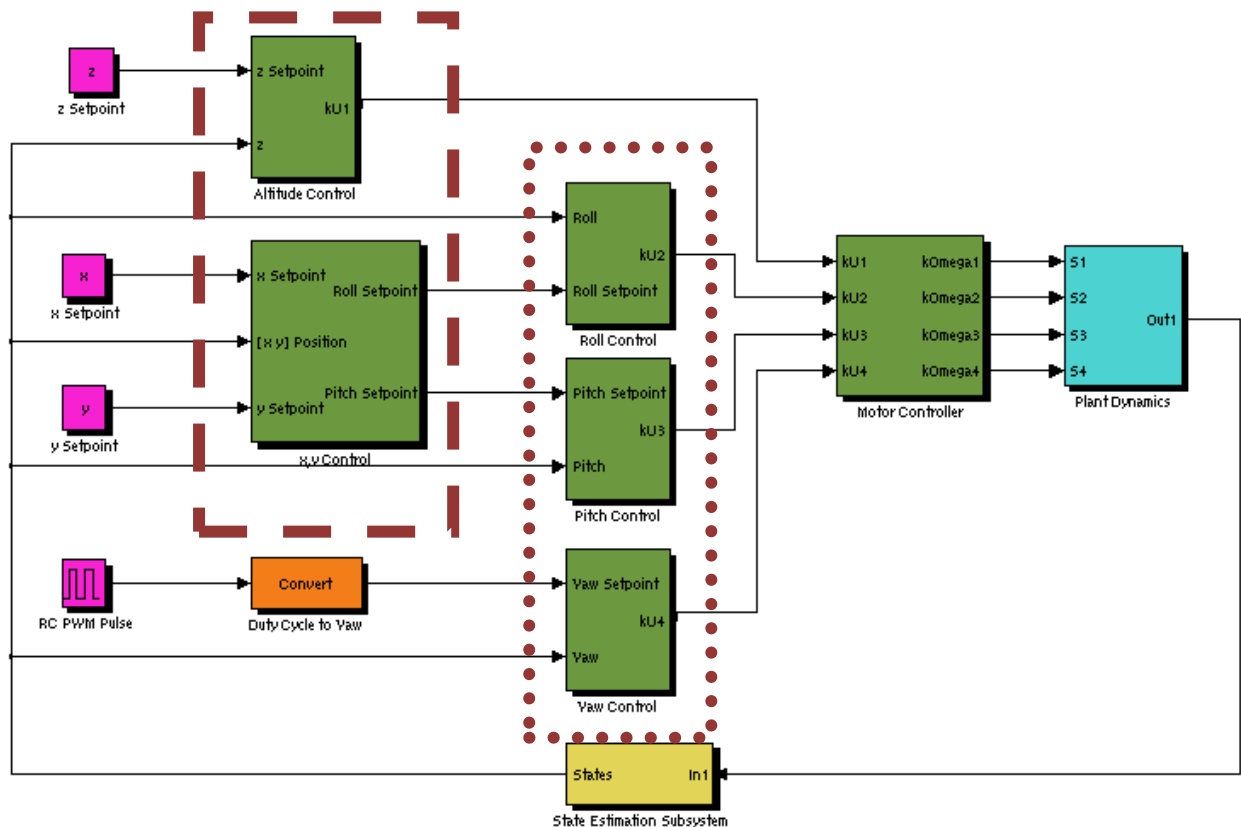 z
z Setpoint
z Setpoint
z
kU1
Altitude Control
x
x Setpoint
y
y Setpoint
x Setpoint
[x y] Position
y Setpoint
Roll Setpoint
Pitch Setpoint
x,y Control
RC PWM Pulse
Convert
Duty Cycle to Yaw
Roll
Roll Setpoint
kU2
Roll Control
Pitch Setpoint
Pitch
kU3
Pitch Control
Yaw Setpoint
Yaw
kU4
Yaw Control
kU1
kU2
kU3
kU4
kOmega1
kOmega2
kOmega3
kOmega4
Motor Controller
S1
S2
S3
S4
Out1
Plant Dynamics
States
In1
State Estimation Subsystem